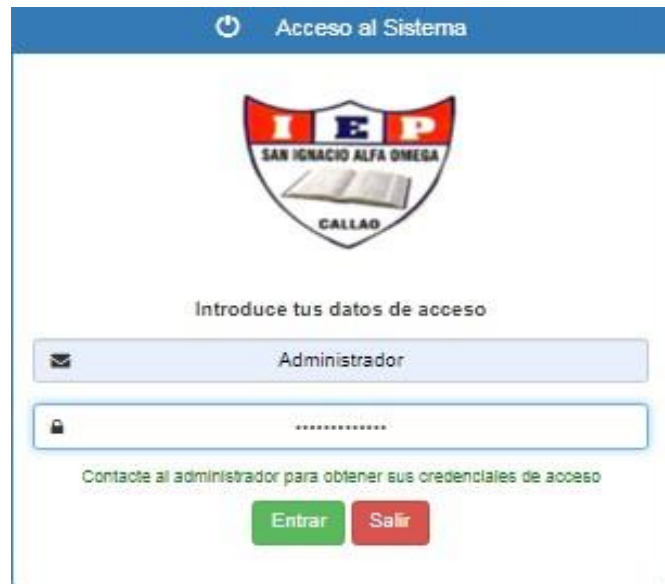 Acceso al Sistema
I E P
SAN IGNACIO ALFA OMEGA
CALLAO
Introduce tus datos de acceso
Administrador
•••••••••••••
Contacte al administrador para obtener sus credenciales de acceso
Entrar Salir